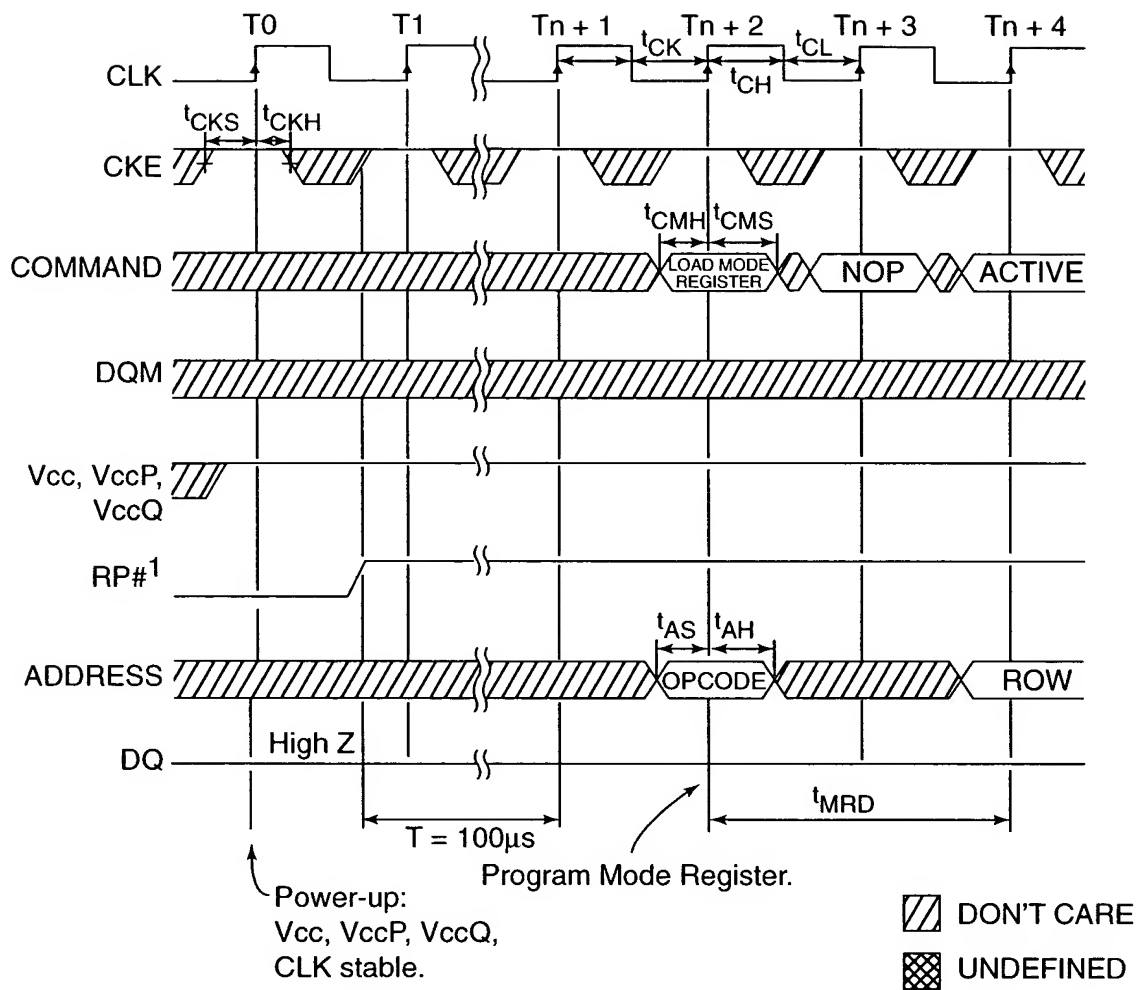 T0 T1 Tn + 1 Tn + 2 Tn + 3 Tn + 4
tCK tCL
CLK
tCH
tCKS tCKH
CKE
tCMH tCMS
COMMAND LOAD MODE REGISTER NOP ACTIVE
DQM
Vcc, VccP,
VccQ
RP#1
tAS tAH
ADDRESS OPCODE ROW
High Z
DQ
tMRD
T = 100μs
Program Mode Register.
Power-up:
Vcc, VccP, VccQ,
CLK stable.
DON'T CARE
UNDEFINED